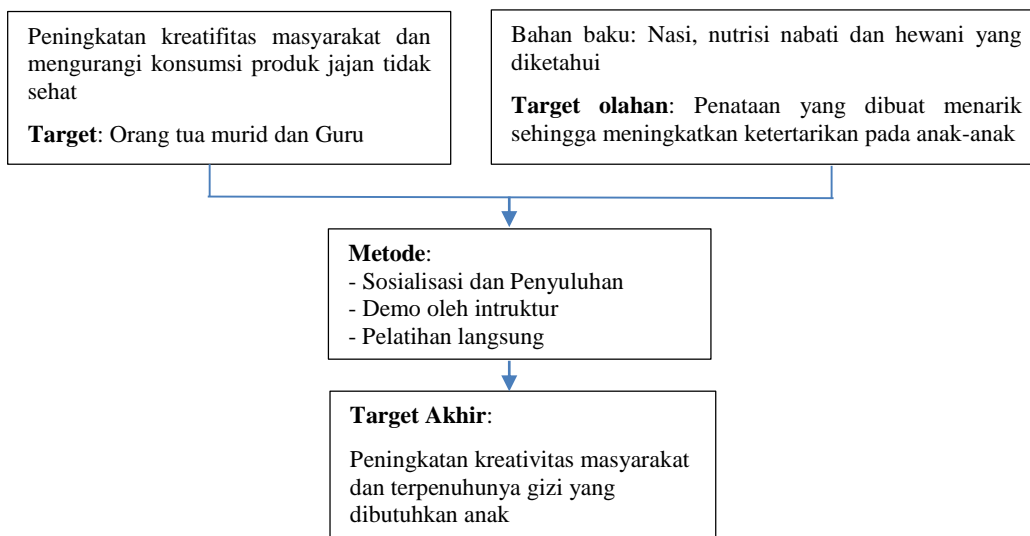 Peningkatan kreatifitas masyarakat dan
mengurangi konsumsi produk jajan tidak
sehat
Target: Orang tua murid dan Guru
Bahan baku: Nasi, nutrisi nabati dan hewani yang
diketahui
Target olahan: Penataan yang dibuat menarik
sehingga meningkatkan ketertarikan pada anak-anak
Metode:
- Sosialisasi dan Penyuluhan
- Demo oleh intruktur
- Pelatihan langsung
Target Akhir:
Peningkatan kreativitas masyarakat
dan terpenuhunya gizi yang
dibutuhkan anak